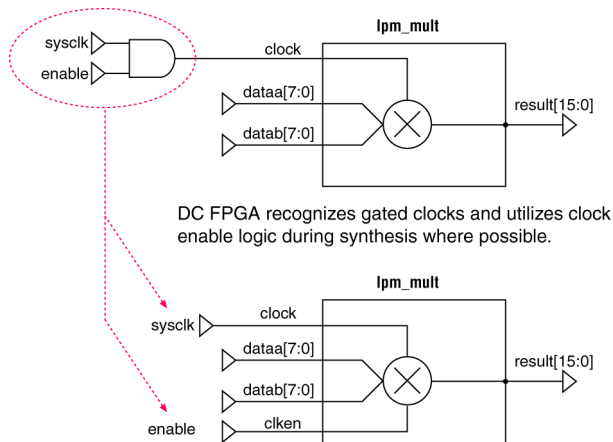 lpm_mult
sysclk
clock
enable
dataa[7:0]
result[15:0]
datab[7:0]
DC FPGA recognizes gated clocks and utilizes clock
enable logic during synthesis where possible.
lpm_mult
clock
sysclk
dataa[7:0]
result[15:0]
datab[7:0]
enable
clken